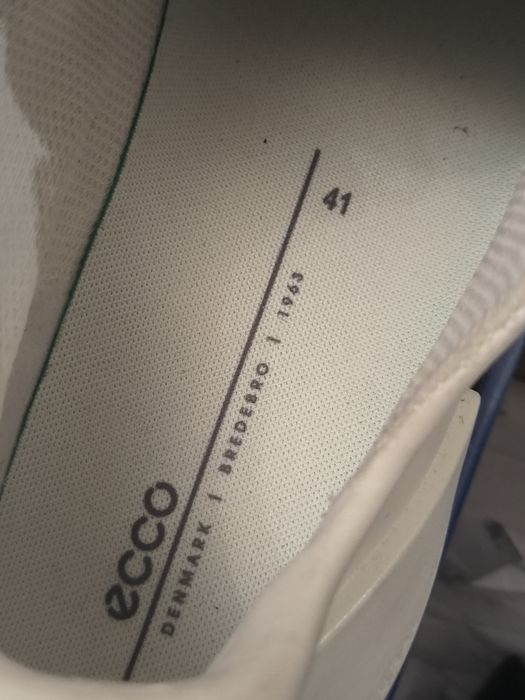 ecco
DENMARK | BREDEBRO | 1963
41